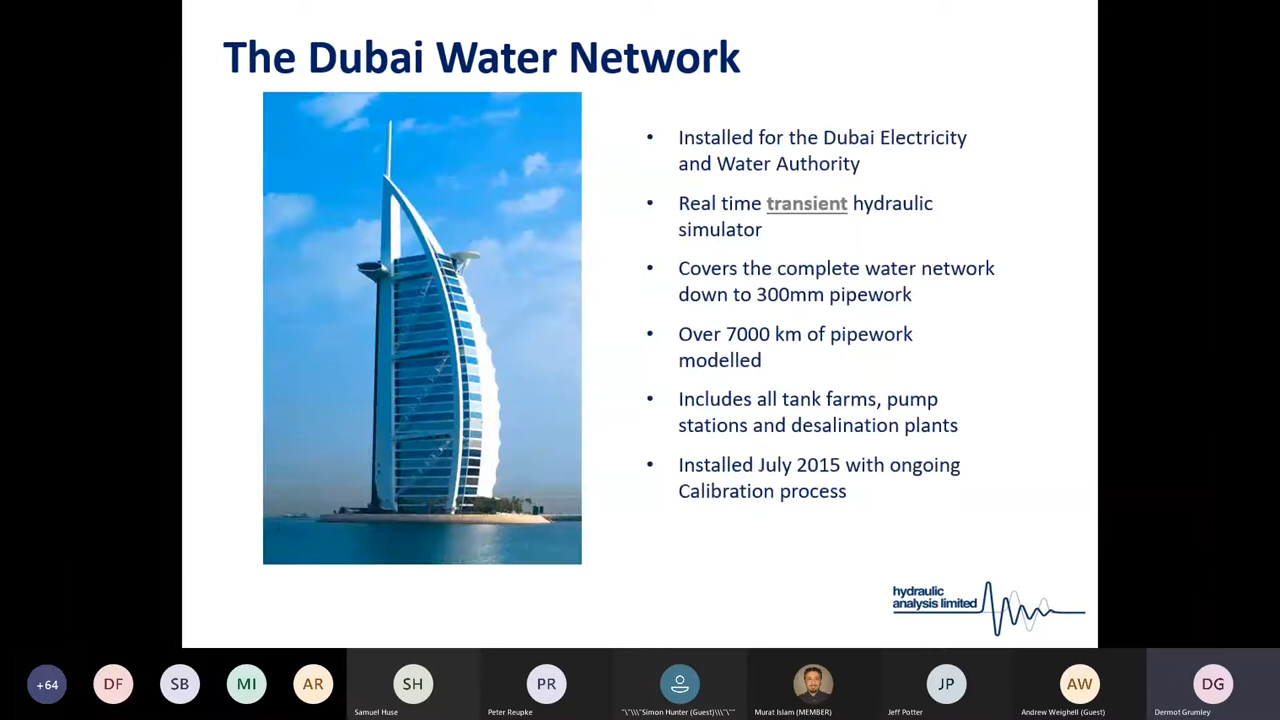 The Dubai Water Network
• Installed for the Dubai Electricity
and Water Authority
• Real time transient hydraulic
simulator
• Covers the complete water network
down to 300mm pipework
• Over 7000 km of pipework
modelled
• Includes all tank farms, pump
stations and desalination plants
• Installed July 2015 with ongoing
Calibration process
hydraulic
analysis limited
+64
DF
SB
MI
AR
SH
PR
JP
AW
DG
Samuel Huse
Peter Reupke
"\"\\\"Simon Hunter (Guest)\\\"\""
Murat Islam (MEMBER)
Jeff Potter
Andrew Weighell (Guest)
Dermot Grumley